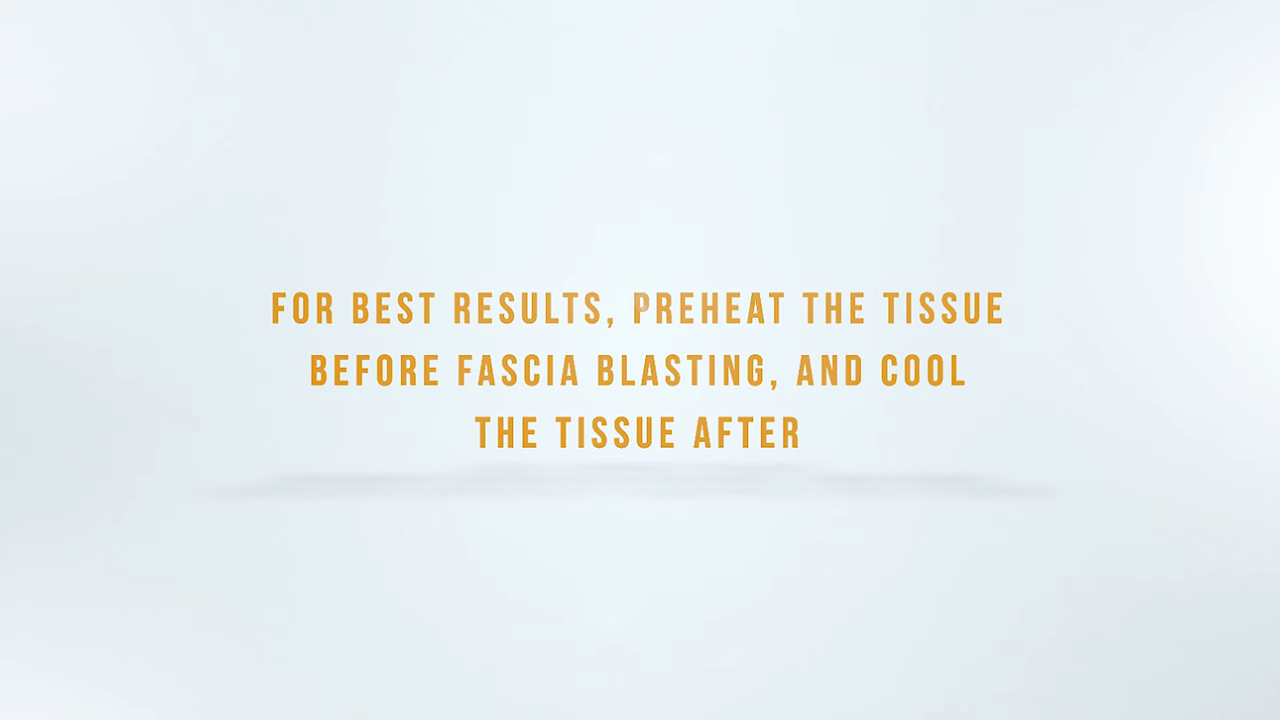 FOR BEST RESULTS, PREHEAT THE TISSUE
BEFORE FASCIA BLASTING, AND COOL
THE TISSUE AFTER